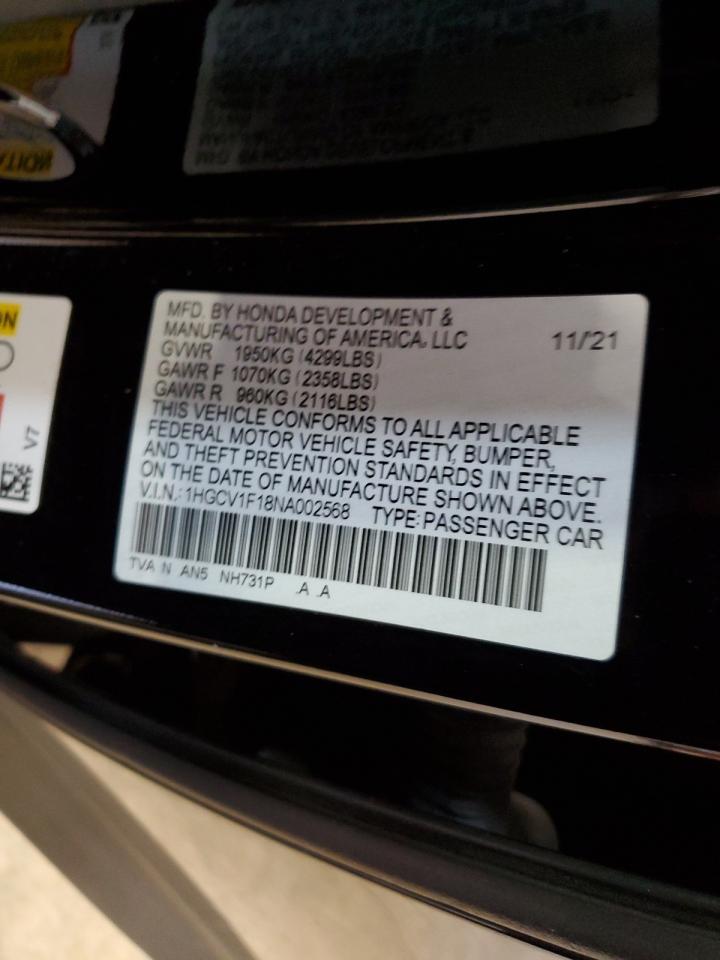 MFD. BY HONDA DEVELOPMENT &
MANUFACTURING OF AMERICA, LLC 11/21
GVWR 1950KG (4299LBS)
GAWR F 1070KG (2358LBS)
GAWR R 960KG (2116LBS)
THIS VEHICLE CONFORMS TO ALL APPLICABLE
FEDERAL MOTOR VEHICLE SAFETY, BUMPER,
AND THEFT PREVENTION STANDARDS IN EFFECT
ON THE DATE OF MANUFACTURE SHOWN ABOVE.
V.I.N.: 1HGCV1F18NA002568 TYPE: PASSENGER CAR
TVA N AN5 NH731P .A .A
V7